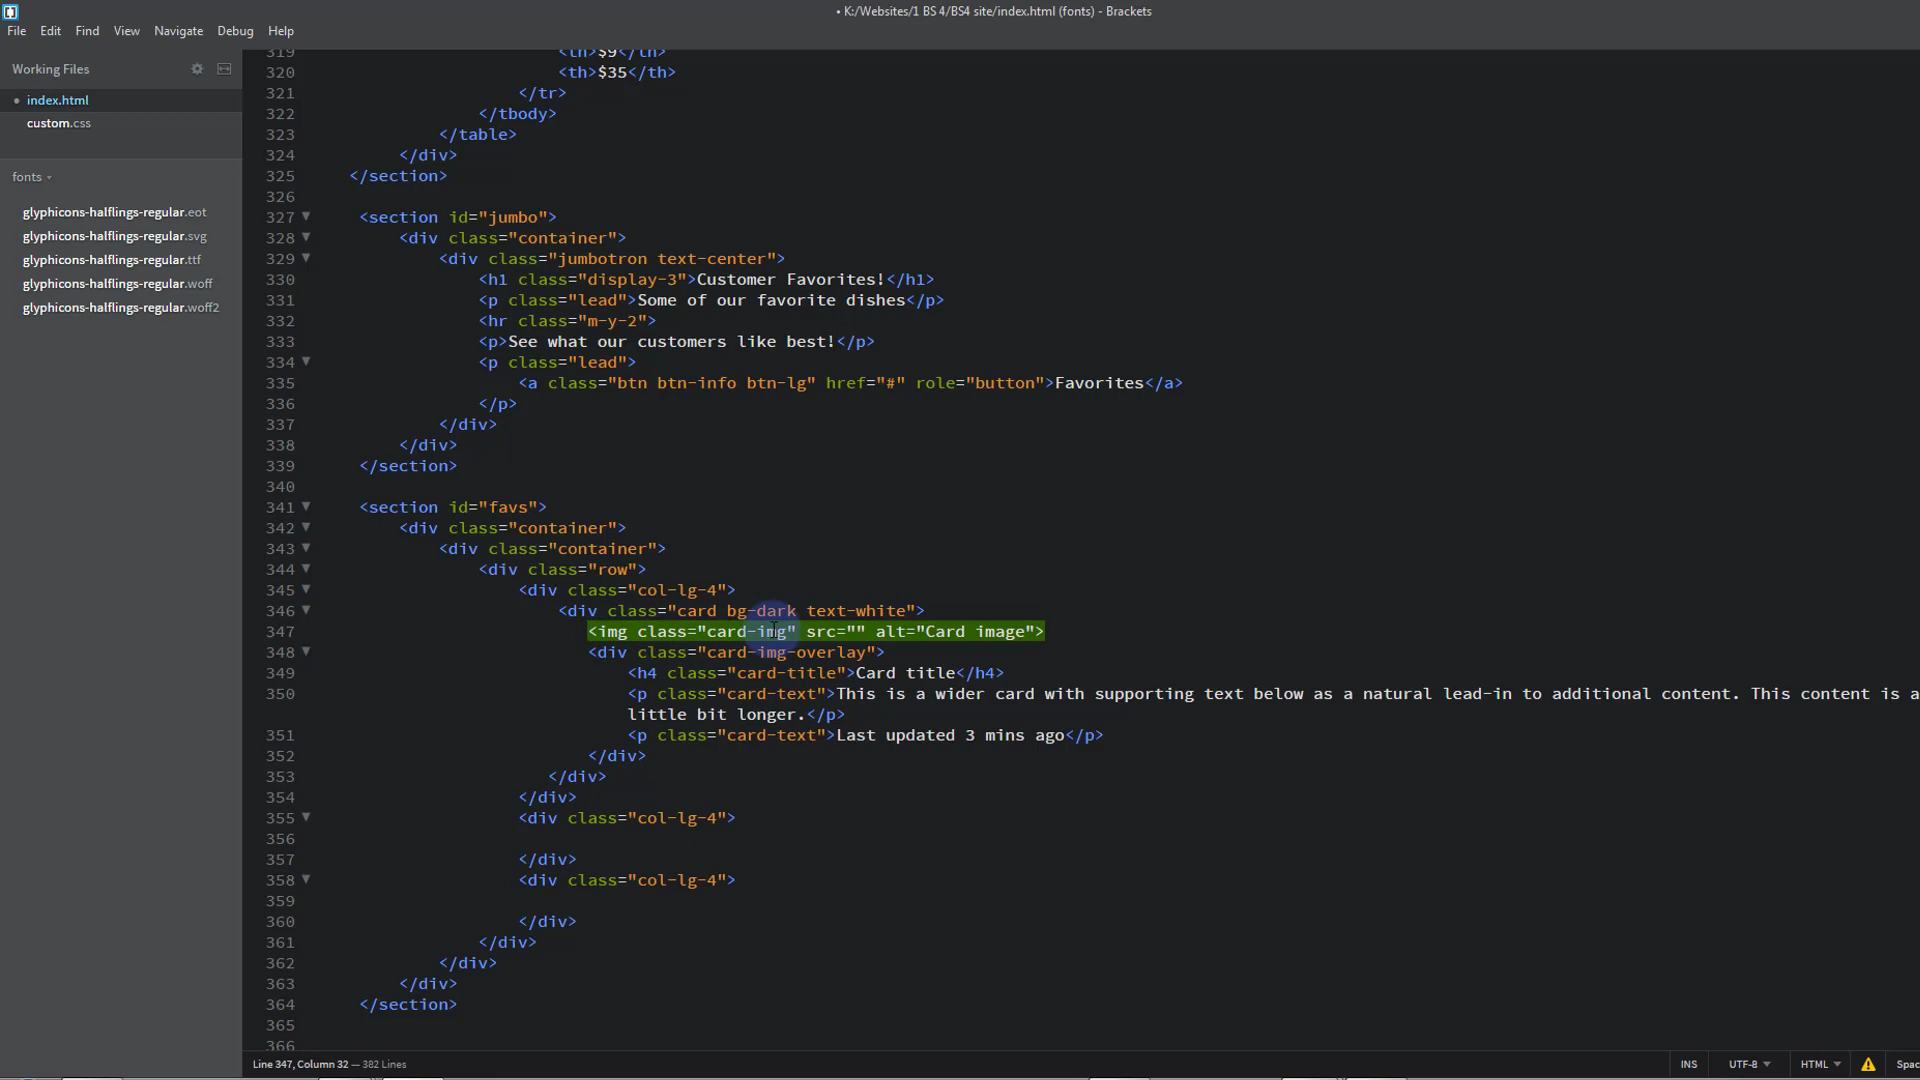 • K:/Websites/1 BS 4/BS4 site/index.html (fonts) - Brackets
File Edit Find View Navigate Debug Help
Working Files
• index.html
custom.css
fonts
glyphicons-halflings-regular.eot
glyphicons-halflings-regular.svg
glyphicons-halflings-regular.ttf
glyphicons-halflings-regular.woff
glyphicons-halflings-regular.woff2
319 <th>$9</th>
320 <th>$35</th>
321 </tr>
322 </tbody>
323 </table>
324 </div>
325 </section>
326
327 <section id="jumbo">
328 <div class="container">
329 <div class="jumbotron text-center">
330 <h1 class="display-3">Customer Favorites!</h1>
331 <p class="lead">Some of our favorite dishes</p>
332 <hr class="m-y-2">
333 <p>See what our customers like best!</p>
334 <p class="lead">
335 <a class="btn btn-info btn-lg" href="#" role="button">Favorites</a>
336 </p>
337 </div>
338 </div>
339 </section>
340
341 <section id="favs">
342 <div class="container">
343 <div class="container">
344 <div class="row">
345 <div class="col-lg-4">
346 <div class="card bg-dark text-white">
347 <img class="card-img" src="" alt="Card image">
348 <div class="card-img-overlay">
349 <h4 class="card-title">Card title</h4>
350 <p class="card-text">This is a wider card with supporting text below as a natural lead-in to additional content. This content is a
little bit longer.</p>
351 <p class="card-text">Last updated 3 mins ago</p>
352 </div>
353 </div>
354 </div>
355 <div class="col-lg-4">
356
357 </div>
358 <div class="col-lg-4">
359
360 </div>
361 </div>
362 </div>
363 </div>
364 </section>
365
366
Line 347, Column 32 — 382 Lines
INS UTF-8 HTML Spac